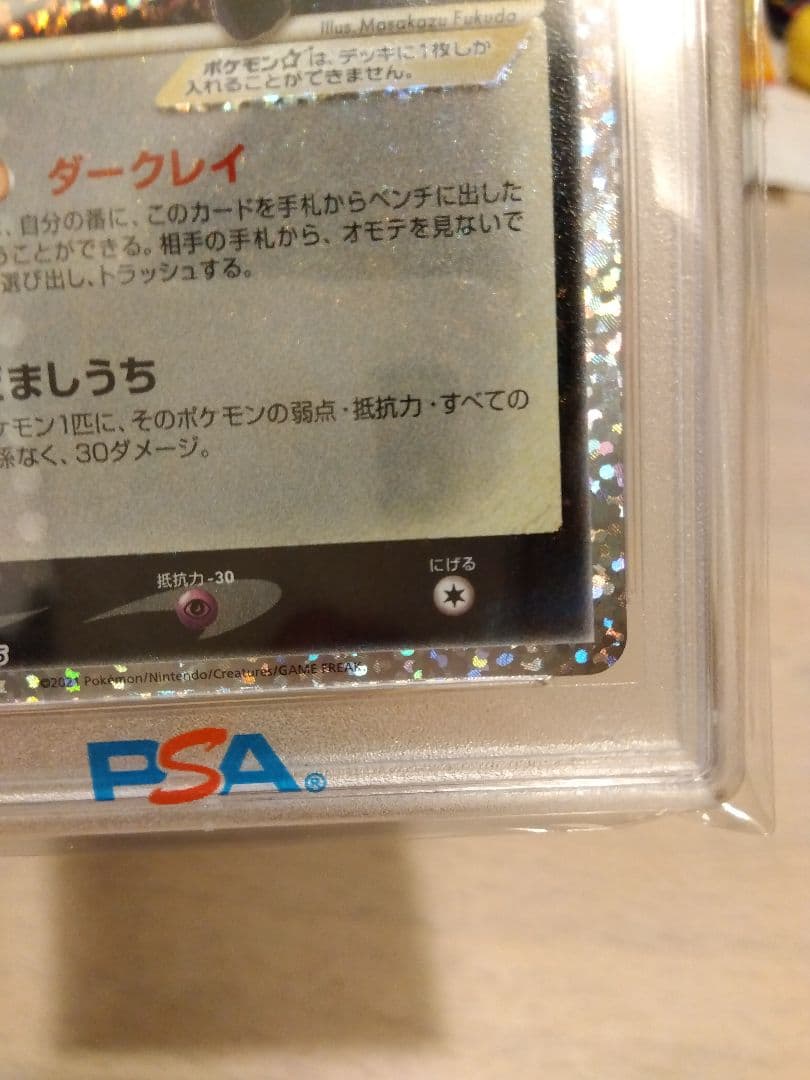 Illus. Masakazu Fukuda
ポケモン☆は、デッキに1枚しか
入れることができません。
ダークレイ
、自分の番に、このカードを手札からベンチに出した
うことができる。相手の手札から、オモテを見ないで
選び出し、トラッシュする。
ましうち
ケモン1匹に、そのポケモンの弱点・抵抗力・すべての
係なく、30ダメージ。
抵抗力 -30
にげる
©2021 Pokémon/Nintendo/Creatures/GAME FREAK.
PSA®